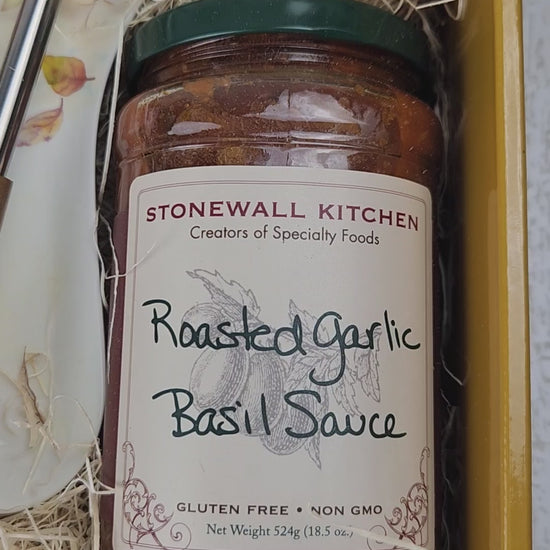 STONEWALL KITCHEN
Creators of Specialty Foods
Roasted Garlic
Basil Sauce
GLUTEN FREE • NON GMO
Net Weight 524g (18.5 oz.)